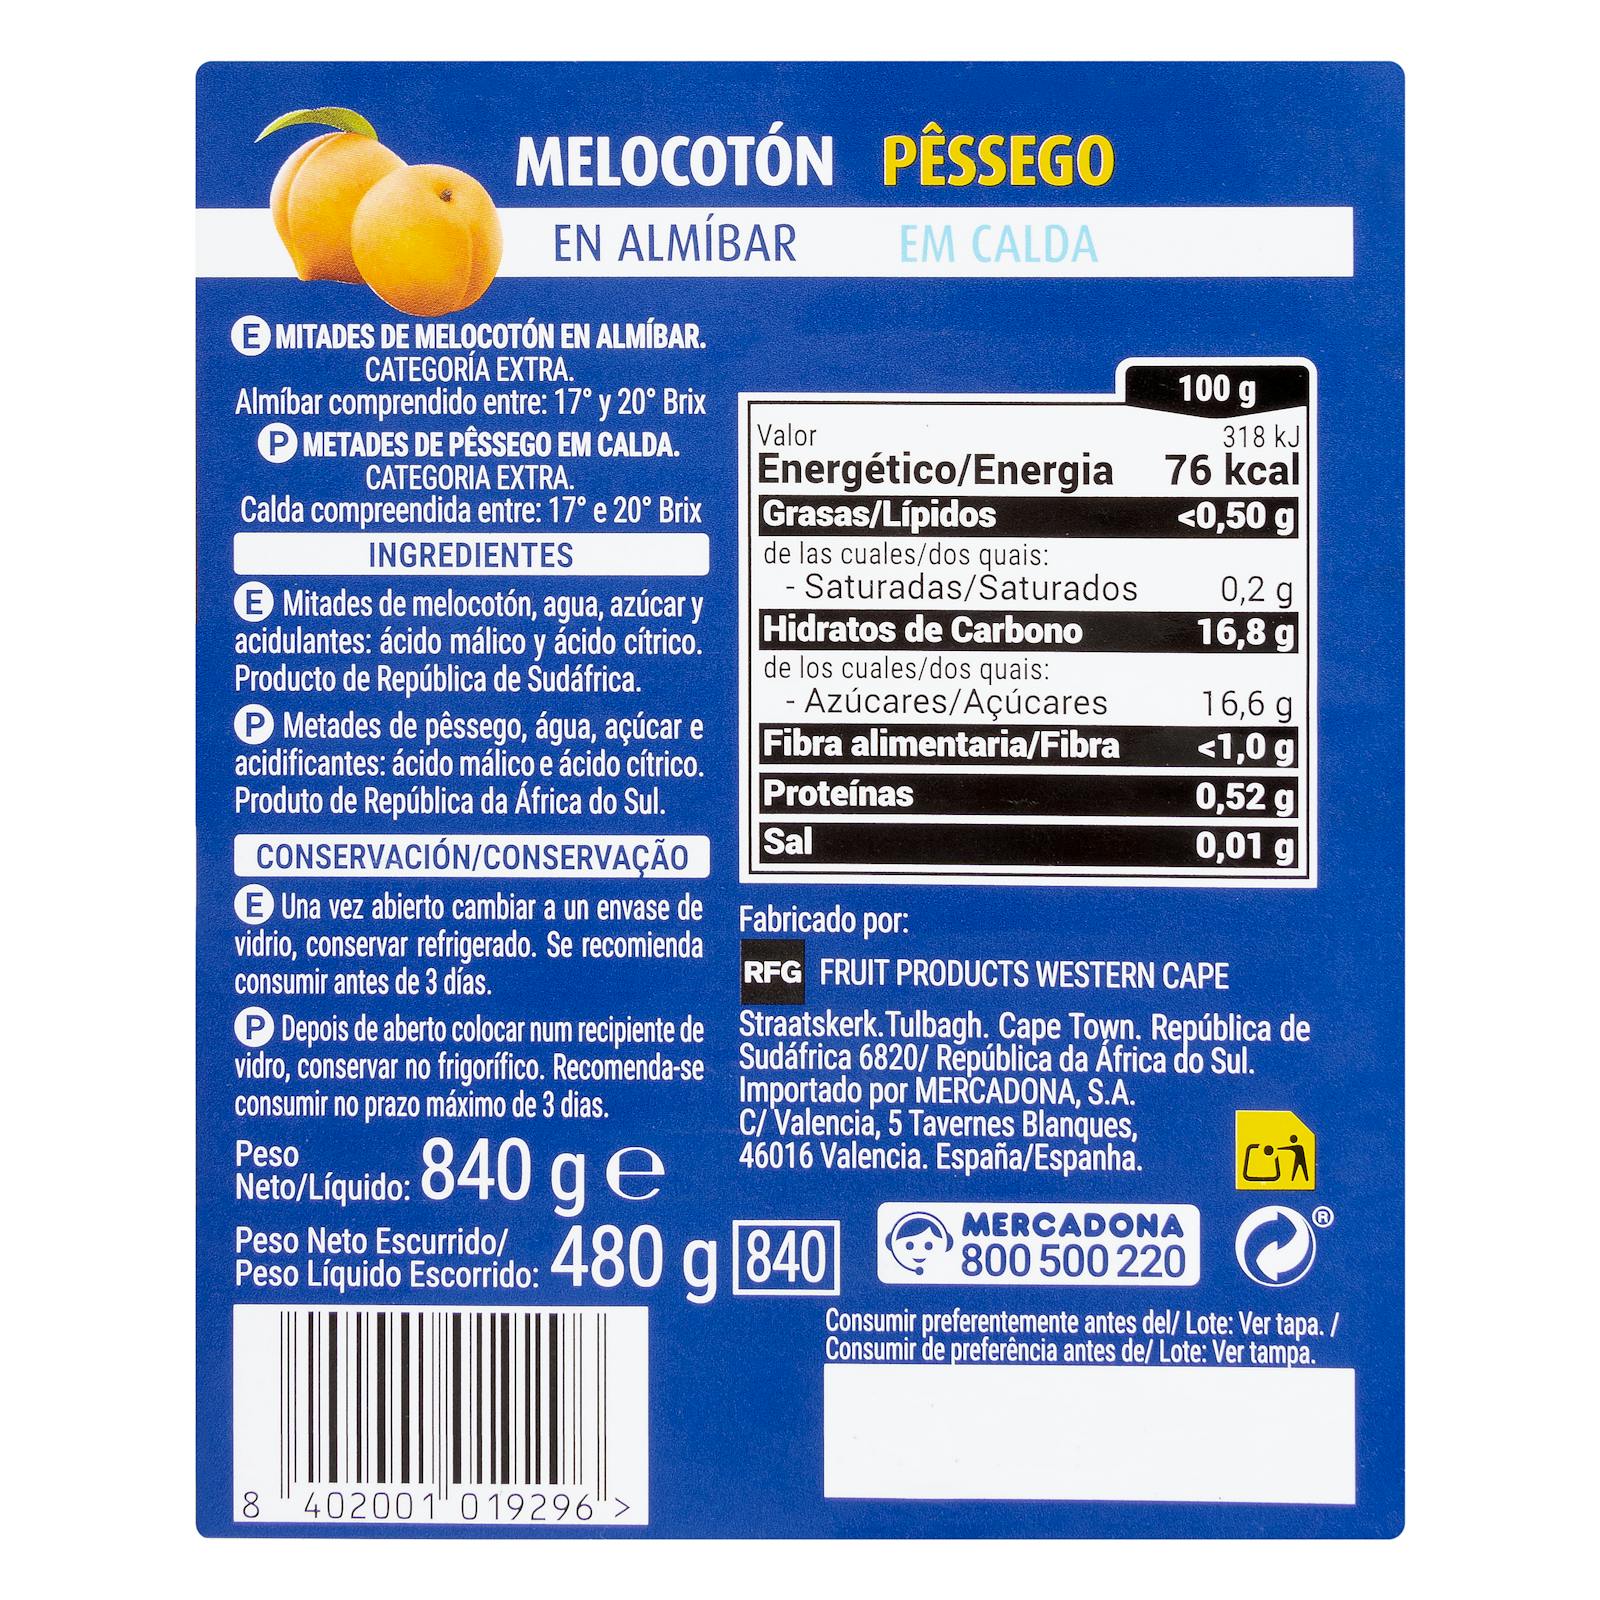 MELOCOTÓN PÊSSEGO
EN ALMÍBAR EM CALDA
E MITADES DE MELOCOTÓN EN ALMÍBAR.
CATEGORÍA EXTRA.
Almíbar comprendido entre: 17° y 20° Brix
P METADES DE PÊSSEGO EM CALDA.
CATEGORIA EXTRA.
Calda compreendida entre: 17° e 20° Brix
INGREDIENTES
E Mitades de melocotón, agua, azúcar y
acidulantes: ácido málico y ácido cítrico.
Producto de República de Sudáfrica.
P Metades de pêssego, água, açúcar e
acidificantes: ácido málico e ácido cítrico.
Produto de República da África do Sul.
CONSERVACIÓN/CONSERVAÇÃO
E Una vez abierto cambiar a un envase de
vidrio, conservar refrigerado. Se recomienda
consumir antes de 3 días.
P Depois de aberto colocar num recipiente de
vidro, conservar no frigorífico. Recomenda-se
consumir no prazo máximo de 3 dias.
Peso
Neto/Líquido: 840 g e
Peso Neto Escurrido/
Peso Líquido Escorrido: 480 g 840
8 402001 019296 >
100 g
Valor 318 kJ
Energético/Energia 76 kcal
Grasas/Lípidos <0,50 g
de las cuales/dos quais:
- Saturadas/Saturados 0,2 g
Hidratos de Carbono 16,8 g
de los cuales/dos quais:
- Azúcares/Açúcares 16,6 g
Fibra alimentaria/Fibra <1,0 g
Proteínas 0,52 g
Sal 0,01 g
Fabricado por:
RFG FRUIT PRODUCTS WESTERN CAPE
Straatskerk.Tulbagh. Cape Town. República de
Sudáfrica 6820/ República da África do Sul.
Importado por MERCADONA, S.A.
C/ Valencia, 5 Tavernes Blanques,
46016 Valencia. España/Espanha.
MERCADONA
800 500 220
®
Consumir preferentemente antes del/ Lote: Ver tapa. /
Consumir de preferência antes de/ Lote: Ver tampa.